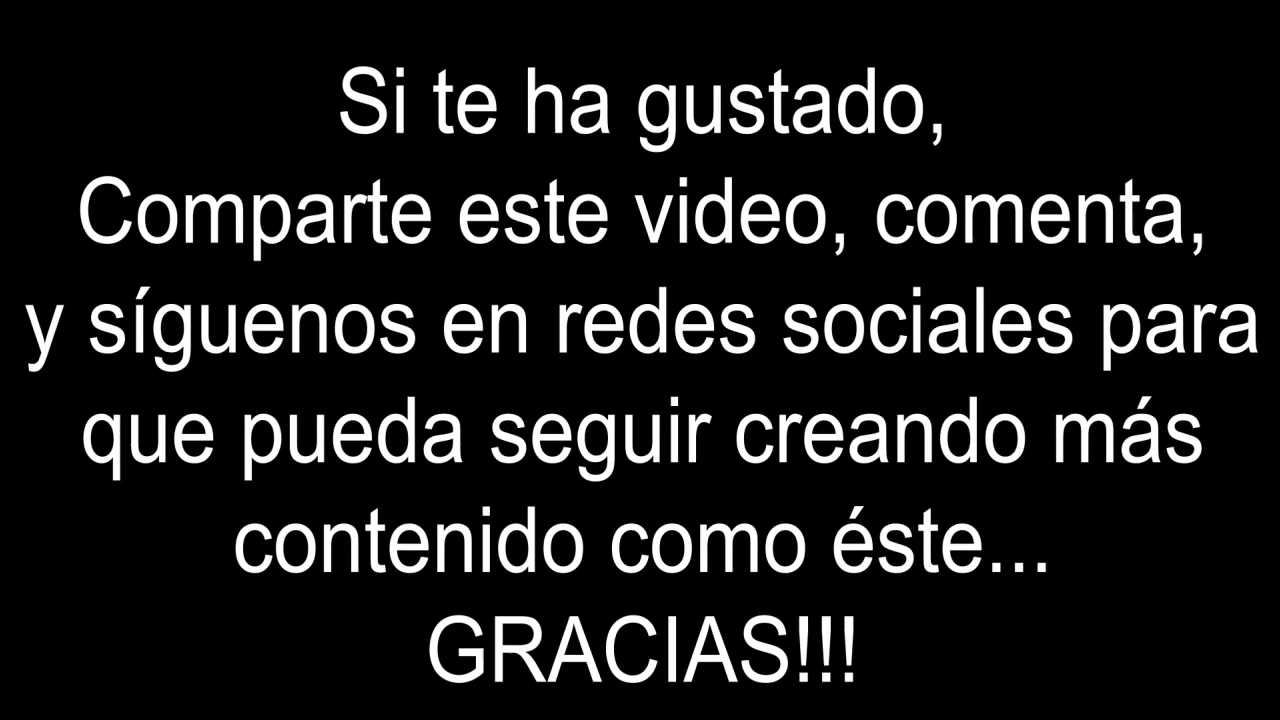 Si te ha gustado,
Comparte este video, comenta,
y síguenos en redes sociales para
que pueda seguir creando más
contenido como éste...
GRACIAS!!!